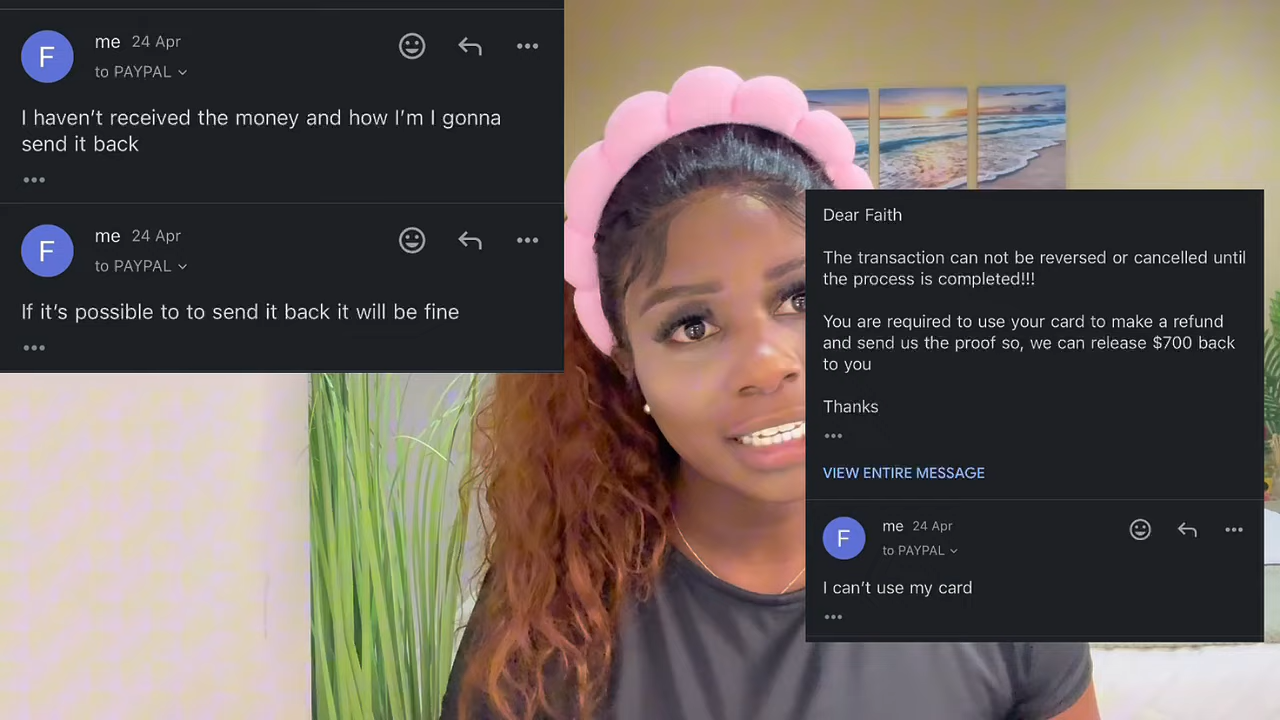 F
me 24 Apr
to PAYPAL
I haven't received the money and how I'm I gonna
send it back
F
me 24 Apr
to PAYPAL
If it's possible to to send it back it will be fine
Dear Faith
The transaction can not be reversed or cancelled until
the process is completed!!!
You are required to use your card to make a refund
and send us the proof so, we can release $700 back
to you
Thanks
VIEW ENTIRE MESSAGE
F
me 24 Apr
to PAYPAL
I can't use my card